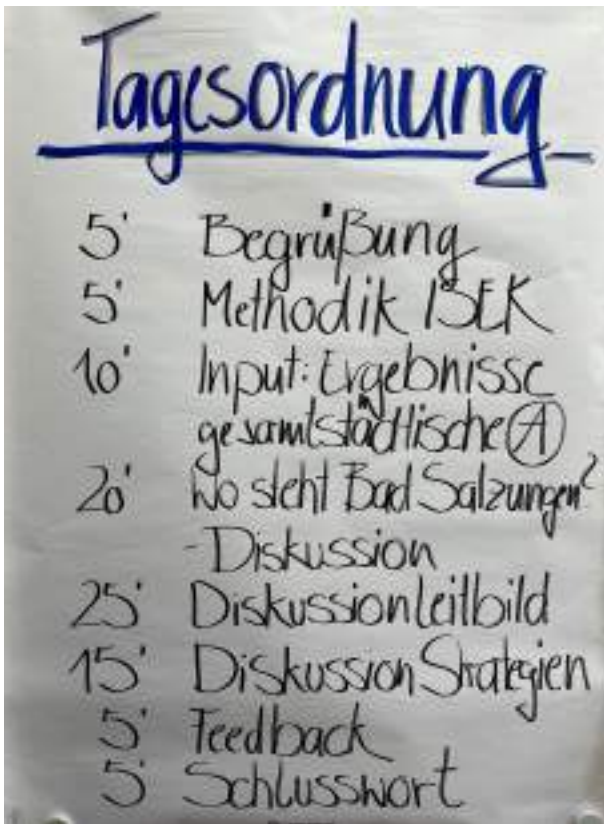 Tagesordnung
5' Begrüßung
5' Methodik ISEK
10' Input: Ergebnisse
gesamtstädtische Ⓐ
20' Wo steht Bad Salzungen?
- Diskussion
25' Diskussion Leitbild
15' Diskussion Strategien
5' Feedback
5' Schlusswort